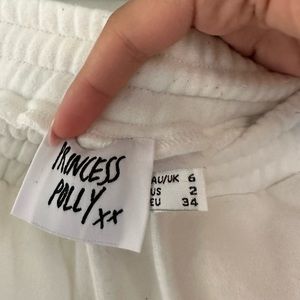 PRINCESS
POLLY xx
AU/UK 6
US 2
EU 34